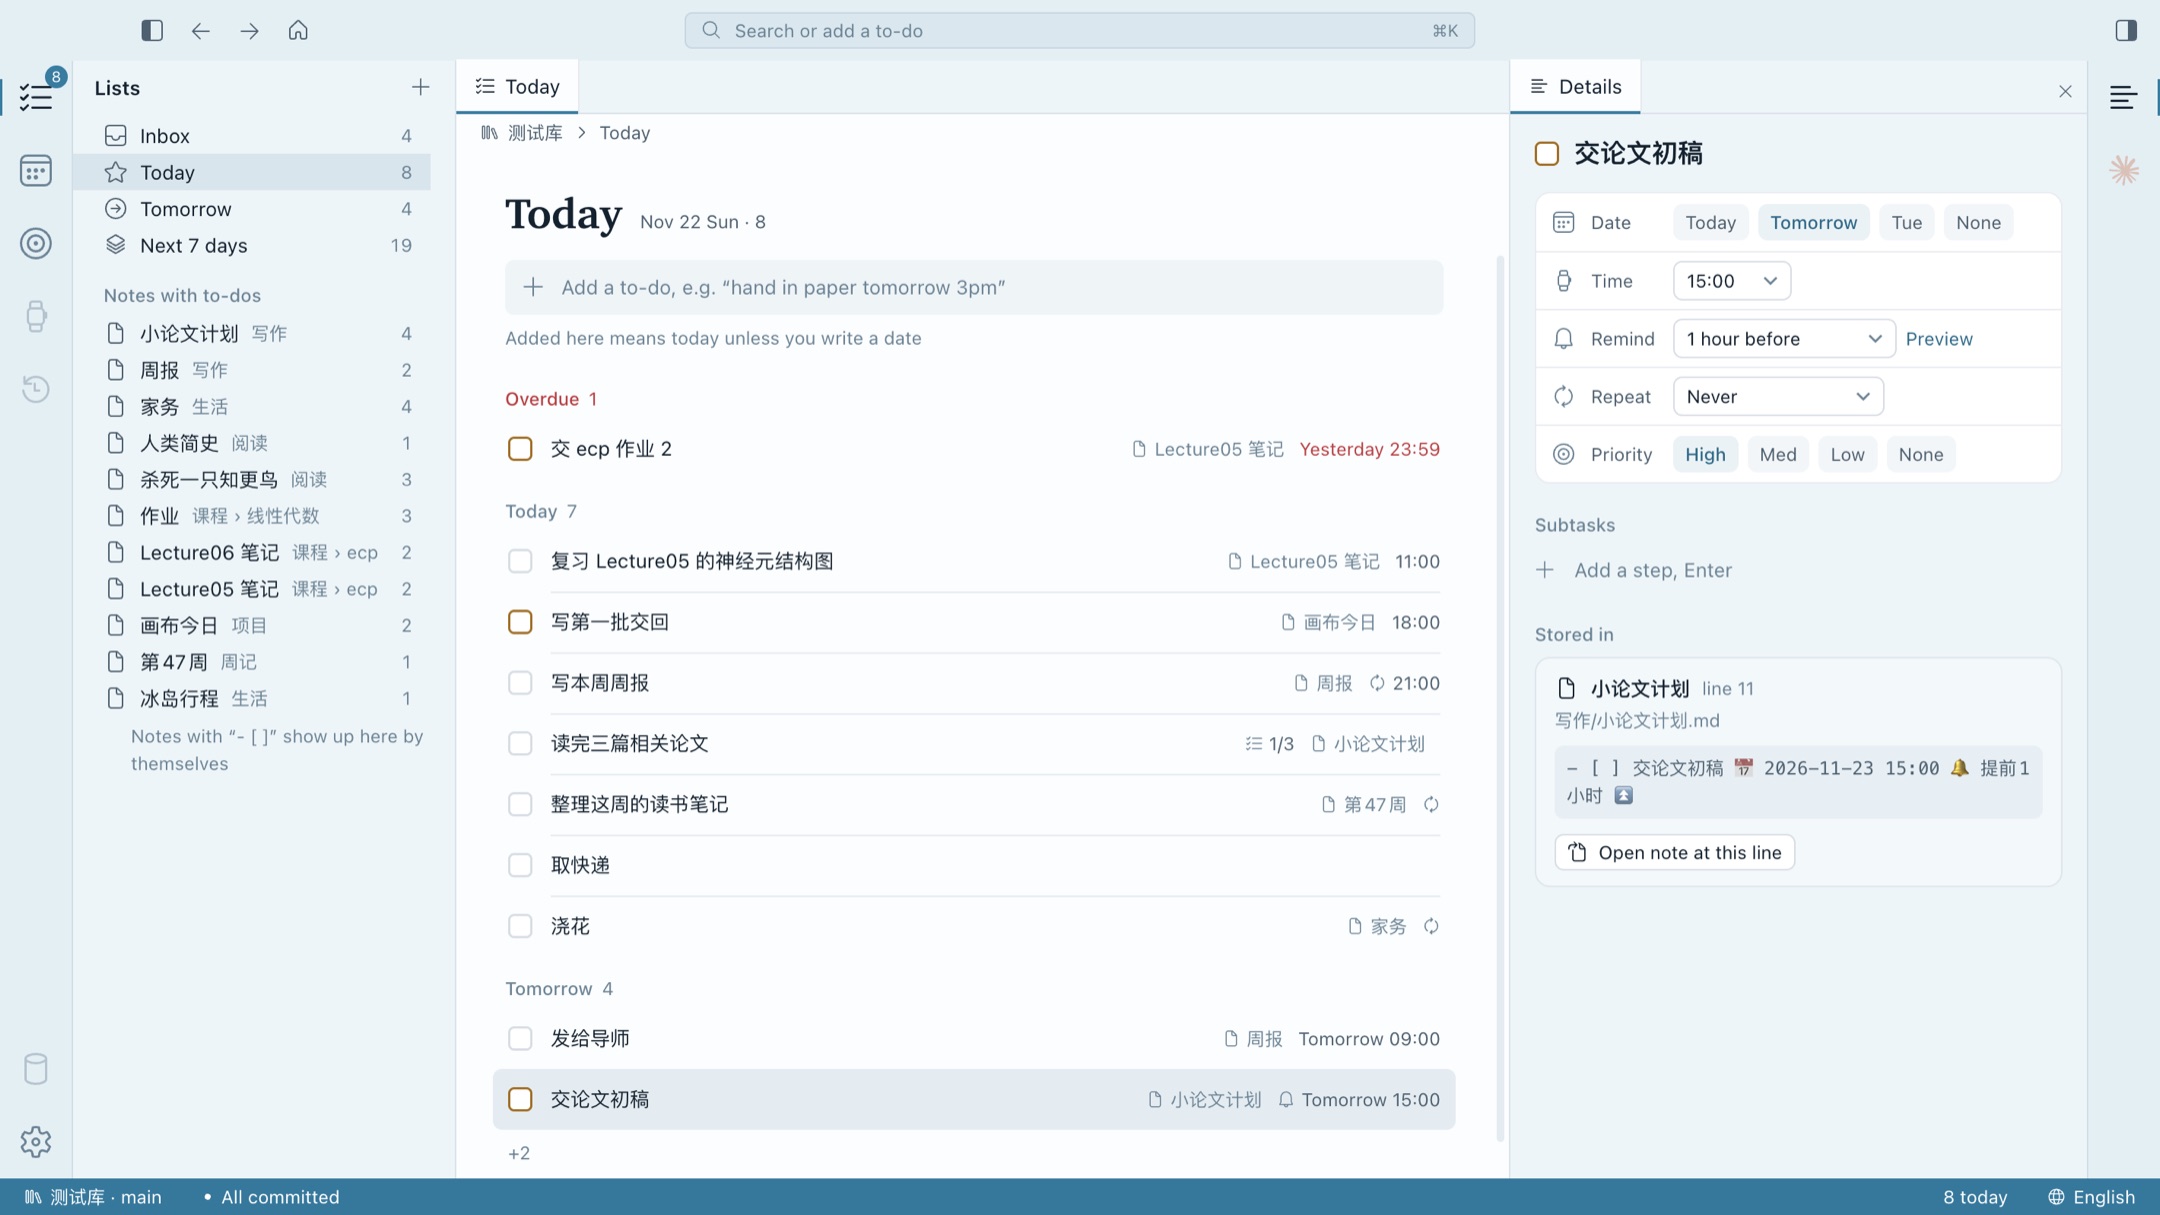 Search or add a to-do ⌘K
8
Lists
Inbox 4
Today 8
Tomorrow 4
Next 7 days 19
Notes with to-dos
小论文计划 写作 4
周报 写作 2
家务 生活 4
人类简史 阅读 1
杀死一只知更鸟 阅读 3
作业 课程 › 线性代数 3
Lecture06 笔记 课程 › ecp 2
Lecture05 笔记 课程 › ecp 2
画布今日 项目 2
第47周 周记 1
冰岛行程 生活 1
Notes with “- [ ]” show up here by
themselves
Today
测试库 > Today
Today Nov 22 Sun · 8
Add a to-do, e.g. “hand in paper tomorrow 3pm”
Added here means today unless you write a date
Overdue 1
交 ecp 作业 2 Lecture05 笔记 Yesterday 23:59
Today 7
复习 Lecture05 的神经元结构图 Lecture05 笔记 11:00
写第一批交回 画布今日 18:00
写本周周报 周报 21:00
读完三篇相关论文 1/3 小论文计划
整理这周的读书笔记 第47周
取快递
浇花 家务
Tomorrow 4
发给导师 周报 Tomorrow 09:00
交论文初稿 小论文计划 Tomorrow 15:00
+2
Details
交论文初稿
Date Today Tomorrow Tue None
Time 15:00
Remind 1 hour before Preview
Repeat Never
Priority High Med Low None
Subtasks
Add a step, Enter
Stored in
小论文计划 line 11
写作/小论文计划.md
- [ ] 交论文初稿 📅 2026-11-23 15:00 🔔 提前1
小时 ⏫
Open note at this line
测试库 · main • All committed
8 today English